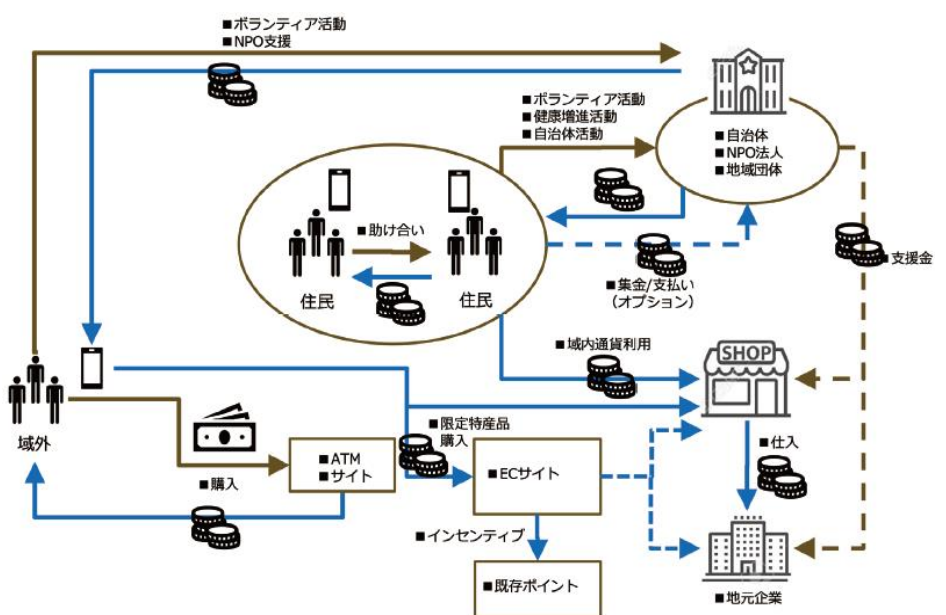 ■ボランティア活動
■NPO支援
■ボランティア活動
■健康増進活動
■自治体活動
■自治体
■NPO法人
■地域団体
■助け合い
住民
住民
■集金/支払い
（オプション）
■支援金
■域内通貨利用
SHOP
域外
■購入
■ATM
■サイト
■限定特産品
購入
■ECサイト
■仕入
■インセンティブ
■既存ポイント
■地元企業